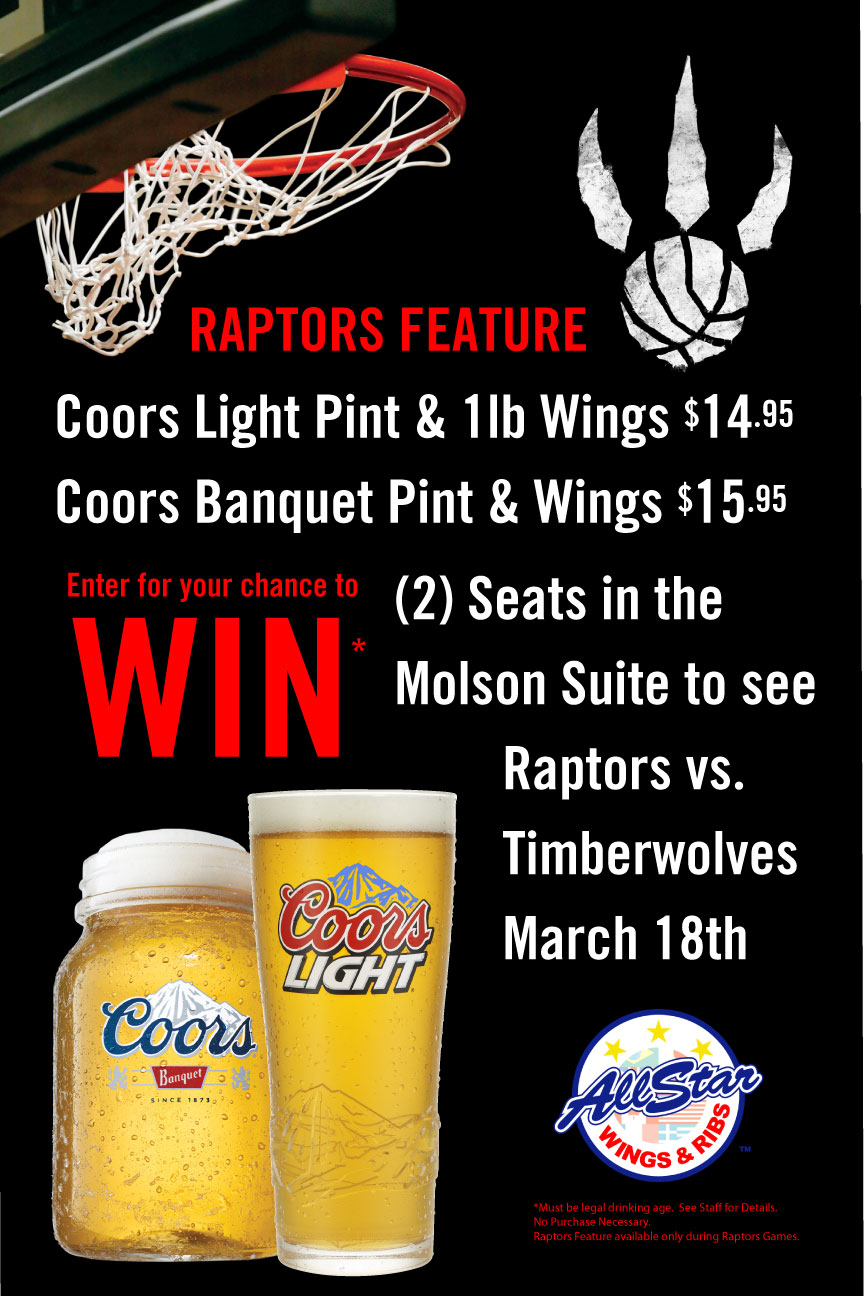 RAPTORS FEATURE
Coors Light Pint & 1lb Wings $14.95
Coors Banquet Pint & Wings $15.95
Enter for your chance to
WIN*
(2) Seats in the
Molson Suite to see
Raptors vs.
Timberwolves
March 18th
Coors
LIGHT
Coors
Banquet
SINCE 1873
AllStar
WINGS & RIBS
TM
*Must be legal drinking age. See Staff for Details.
No Purchase Necessary.
Raptors Feature available only during Raptors Games.